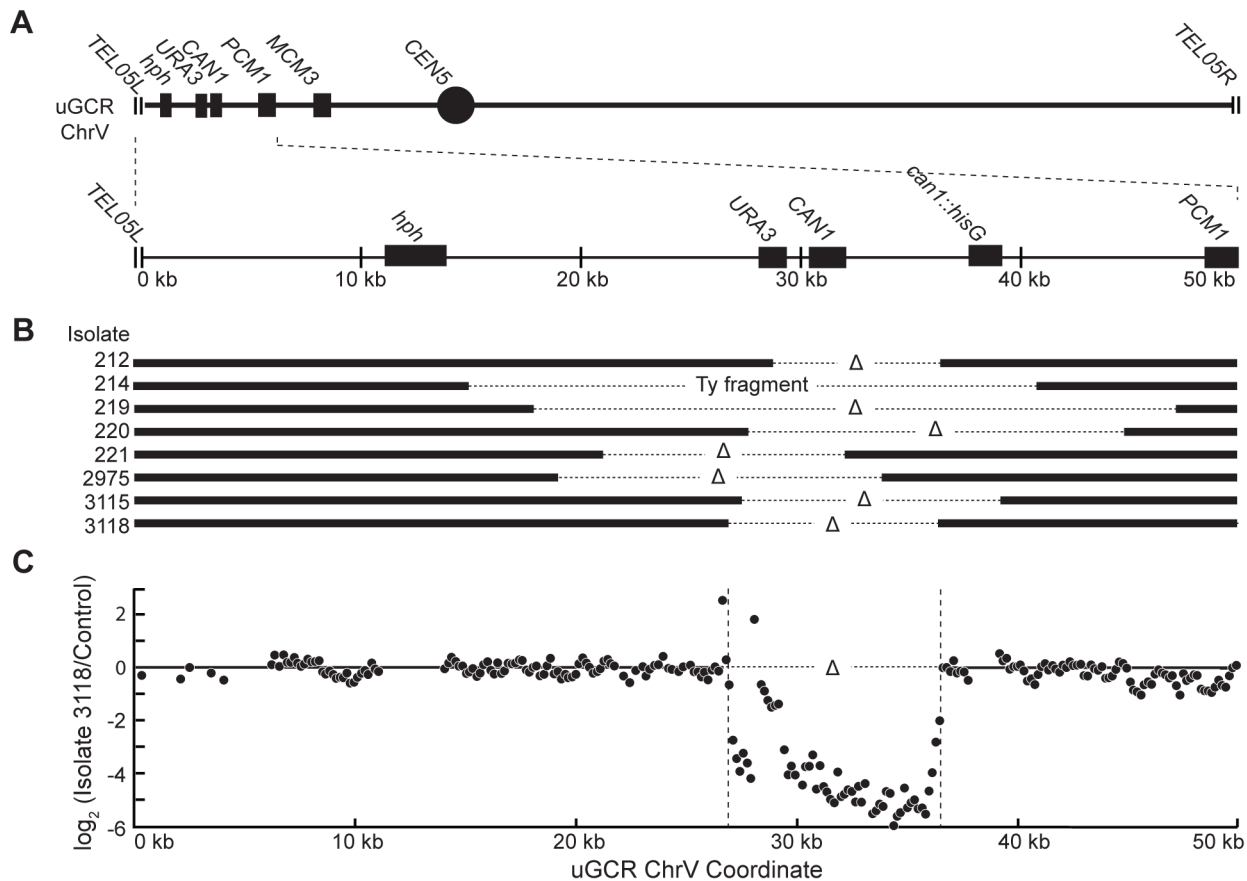 A
TEL05L
hph
URA3
CAN1
PCM1
MCM3
CEN5
TEL05R
uGCR
ChrV
TEL05L
hph
URA3
CAN1
can1::hisG
PCM1
0 kb
10 kb
20 kb
30 kb
40 kb
50 kb
B
Isolate
212
Δ
214
Ty fragment
219
Δ
220
Δ
221
Δ
2975
Δ
3115
Δ
3118
Δ
C
log2 (Isolate 3118/Control)
2
0
-2
-4
-6
Δ
0 kb
10 kb
20 kb
30 kb
40 kb
50 kb
uGCR ChrV Coordinate